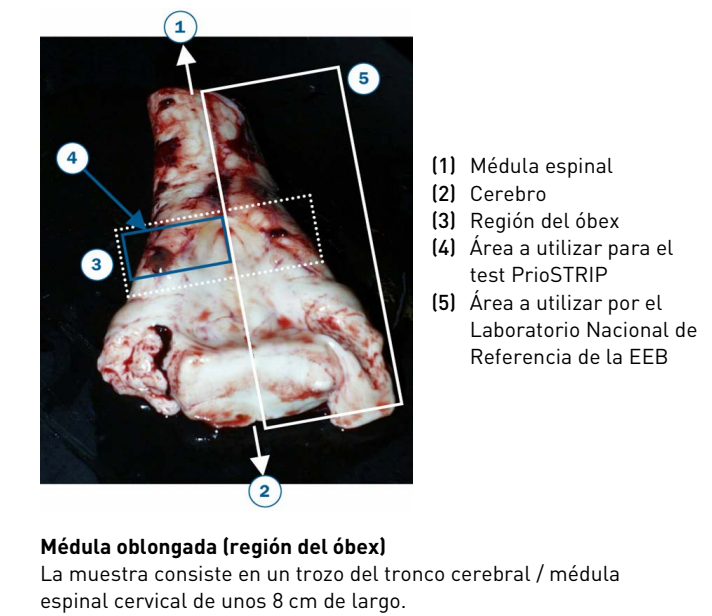 1
5
4
3
2
(1) Médula espinal
(2) Cerebro
(3) Región del óbex
(4) Área a utilizar para el
test PrioSTRIP
(5) Área a utilizar por el
Laboratorio Nacional de
Referencia de la EEB
Médula oblongada (región del óbex)
La muestra consiste en un trozo del tronco cerebral / médula
espinal cervical de unos 8 cm de largo.